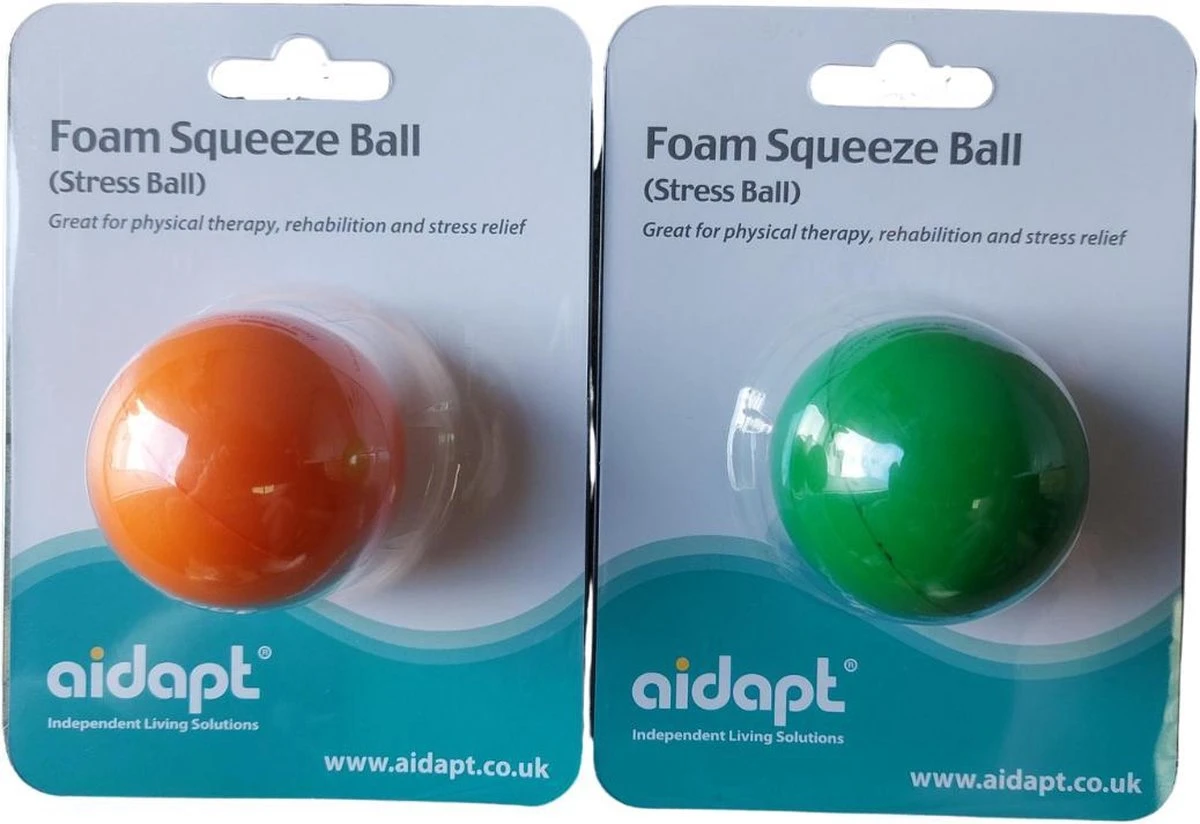 Foam Squeeze Ball
(Stress Ball)
Great for physical therapy, rehabilition and stress relief
aidapt®
Independent Living Solutions
www.aidapt.co.uk
Foam Squeeze Ball
(Stress Ball)
Great for physical therapy, rehabilition and stress relief
aidapt®
Independent Living Solutions
www.aidapt.co.uk